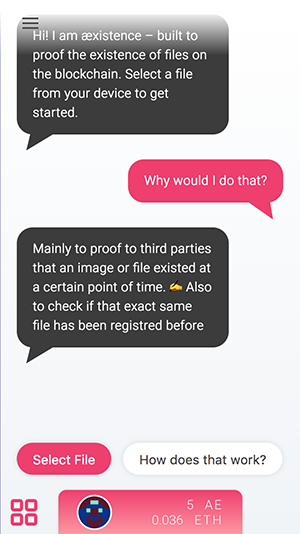 Hi! I am æxistence – built to
proof the existence of files on
the blockchain. Select a file
from your device to get
started.
Why would I do that?
Mainly to proof to third parties
that an image or file existed at
a certain point of time. ✍️ Also
to check if that exact same
file has been registred before
Select File
How does that work?
5 AE
0.036 ETH